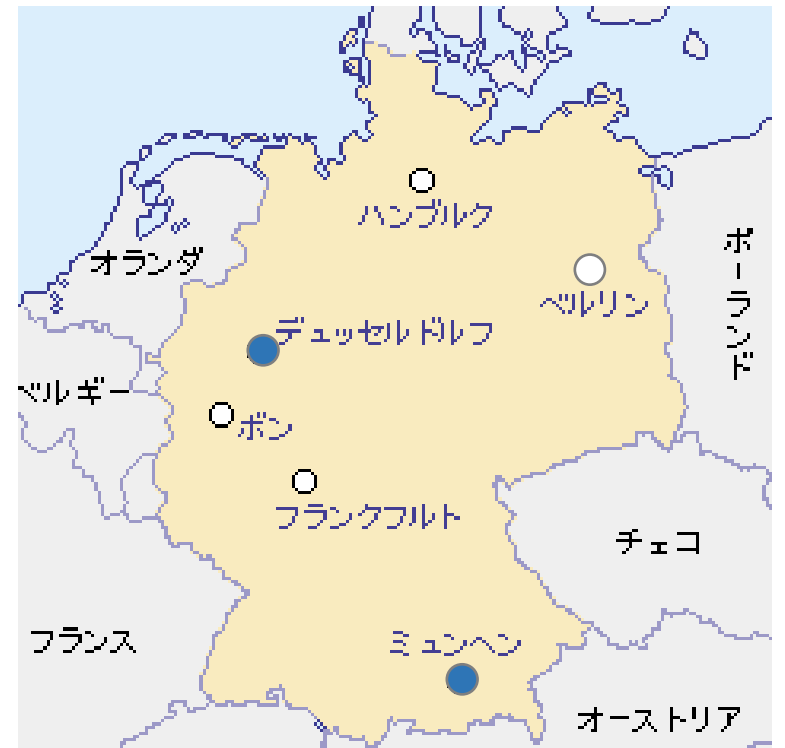 ハンブルク
オランダ
ポーランド
ベルリン
デュッセルドルフ
ベルギー
ボン
フランクフルト
チェコ
フランス
ミュンヘン
オーストリア